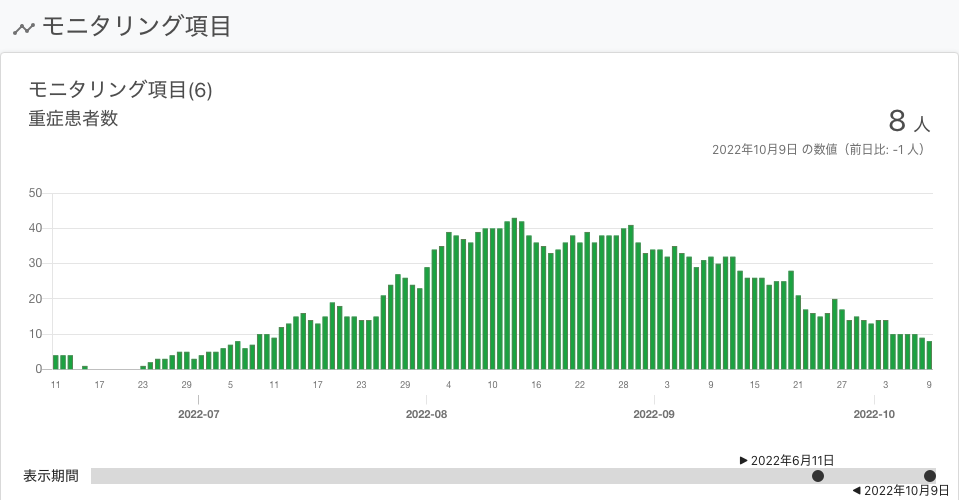 モニタリング項目
モニタリング項目(6)
重症患者数
8 人
2022年10月9日 の数値（前日比: -1 人）
50
40
30
20
10
0
11 17 23 29 5 11 17 23 29 4 10 16 22 28 3 9 15 21 27 3 9
2022-07 2022-08 2022-09 2022-10
▶ 2022年6月11日
表示期間
◀ 2022年10月9日